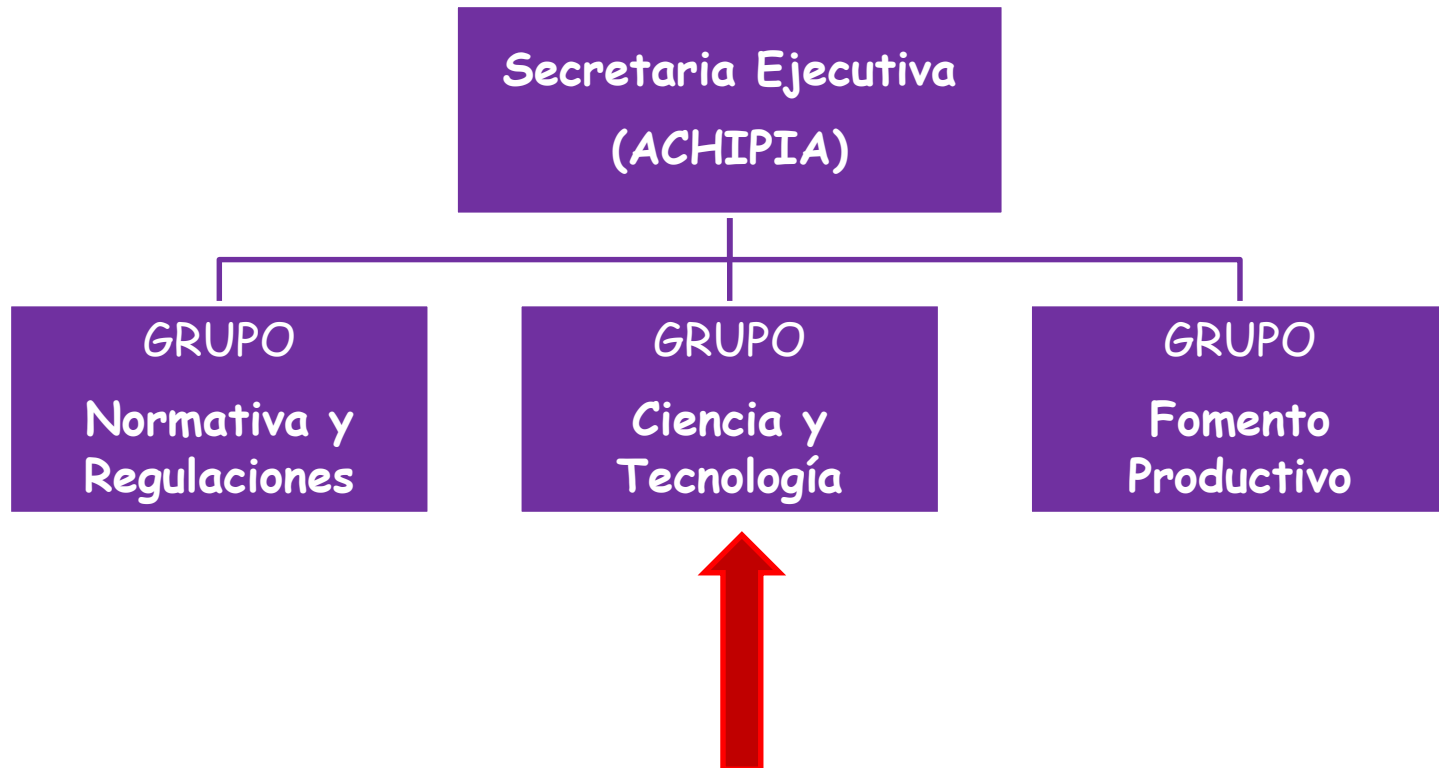 Secretaria Ejecutiva
(ACHIPIA)
GRUPO
Normativa y
Regulaciones
GRUPO
Ciencia y
Tecnología
GRUPO
Fomento
Productivo